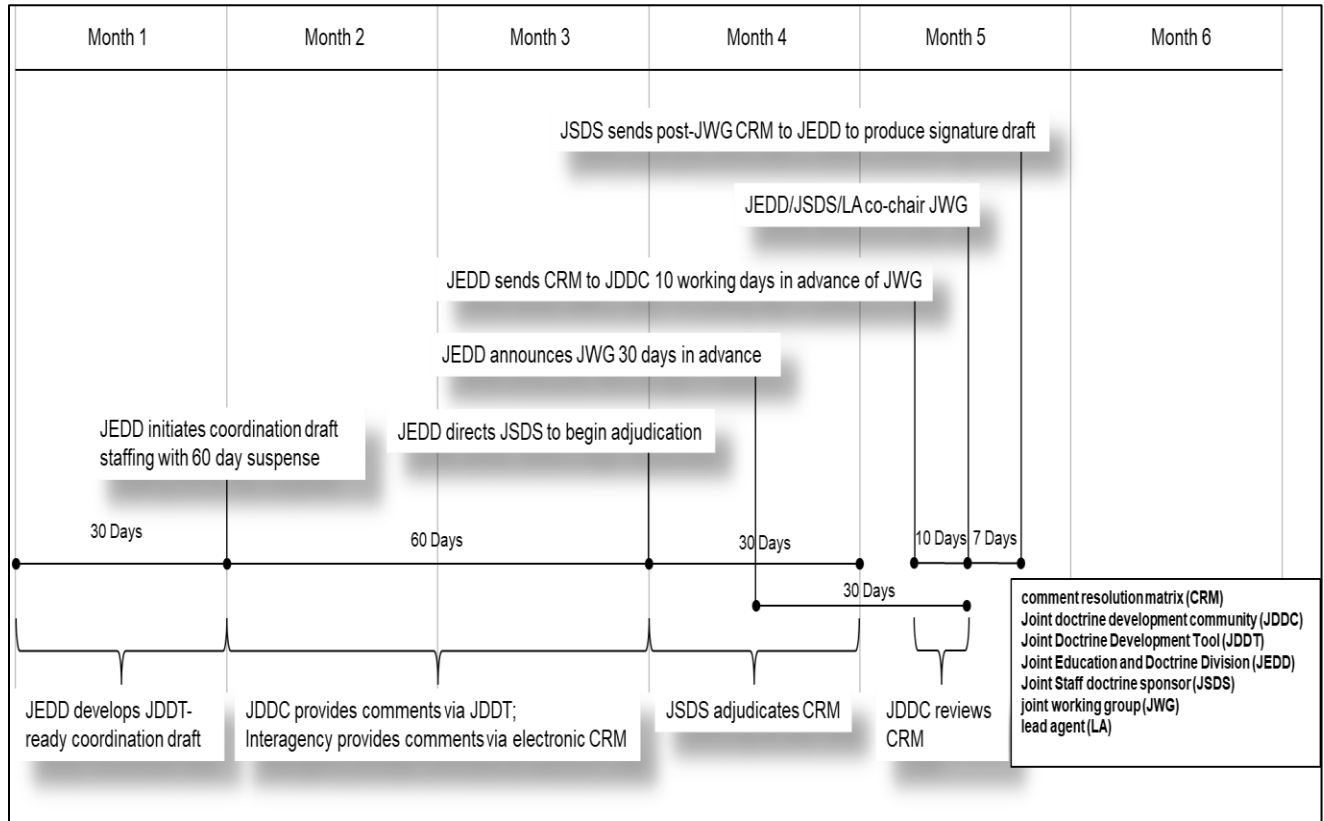 Month 1
Month 2
Month 3
Month 4
Month 5
Month 6
JSDS sends post-JWG CRM to JEDD to produce signature draft
JEDD/JSDS/LA co-chair JWG
JEDD sends CRM to JDDC 10 working days in advance of JWG
JEDD announces JWG 30 days in advance
JEDD initiates coordination draft
staffing with 60 day suspense
JEDD directs JSDS to begin adjudication
30 Days
60 Days
30 Days
10 Days
7 Days
30 Days
JEDD develops JDDT-
ready coordination draft
JDDC provides comments via JDDT;
Interagency provides comments via electronic CRM
JSDS adjudicates CRM
JDDC reviews
CRM
comment resolution matrix (CRM)
Joint doctrine development community (JDDC)
Joint Doctrine Development Tool (JDDT)
Joint Education and Doctrine Division (JEDD)
Joint Staff doctrine sponsor (JSDS)
joint working group (JWG)
lead agent (LA)